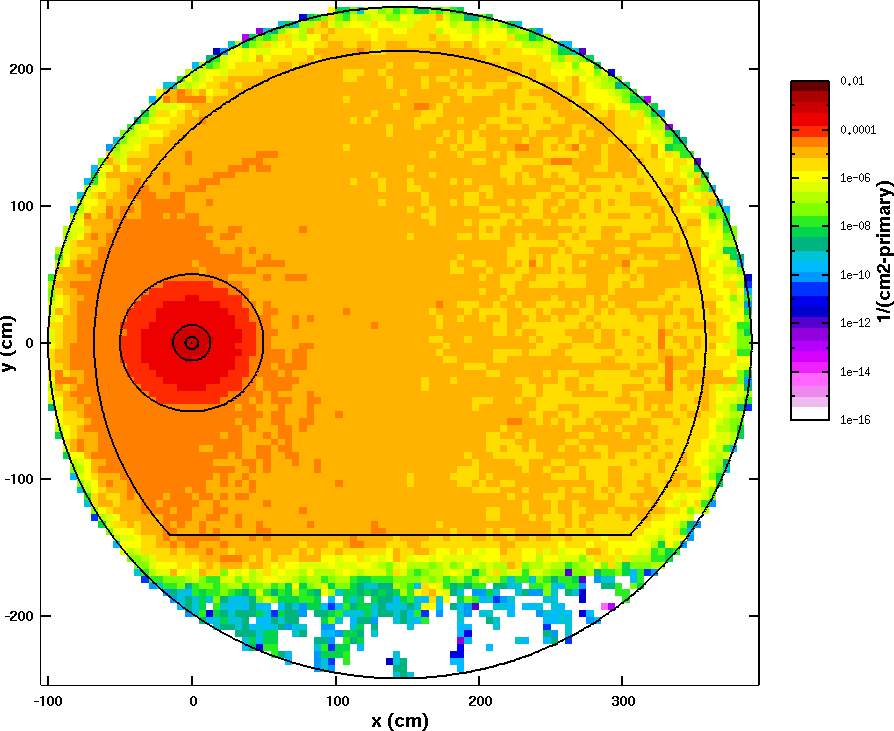 200
100
0
-100
-200
y (cm)
-100
0
100
200
300
x (cm)
0.01
0.0001
1e-06
1e-08
1e-10
1e-12
1e-14
1e-16
1/(cm2-primary)